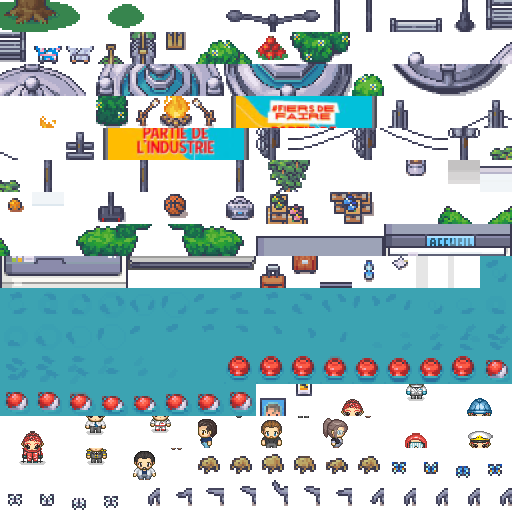 #FIERS DE
FAIRE
PARTIE DE
L'INDUSTRIE
ACCUEIL